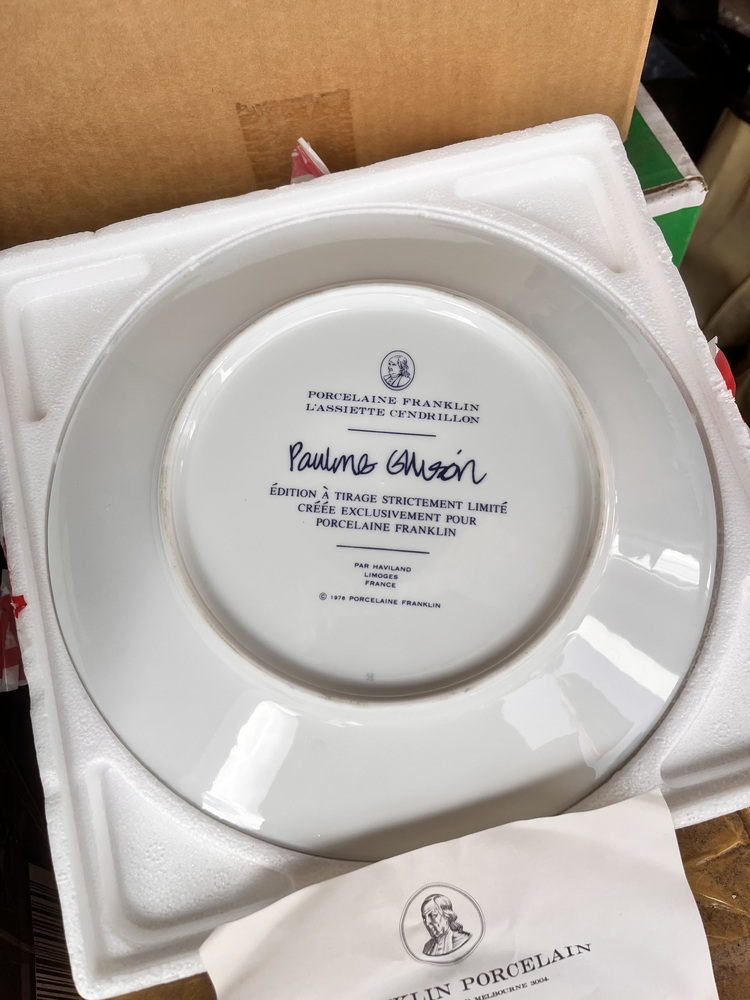 PORCELAINE FRANKLIN
L'ASSIETTE CENDRILLON
Pauline Ellison
ÉDITION À TIRAGE STRICTEMENT LIMITÉ
CRÉÉE EXCLUSIVEMENT POUR
PORCELAINE FRANKLIN
PAR HAVILAND
LIMOGES
FRANCE
© 1978 PORCELAINE FRANKLIN
KLIN PORCELAIN
MELBOURNE 3004